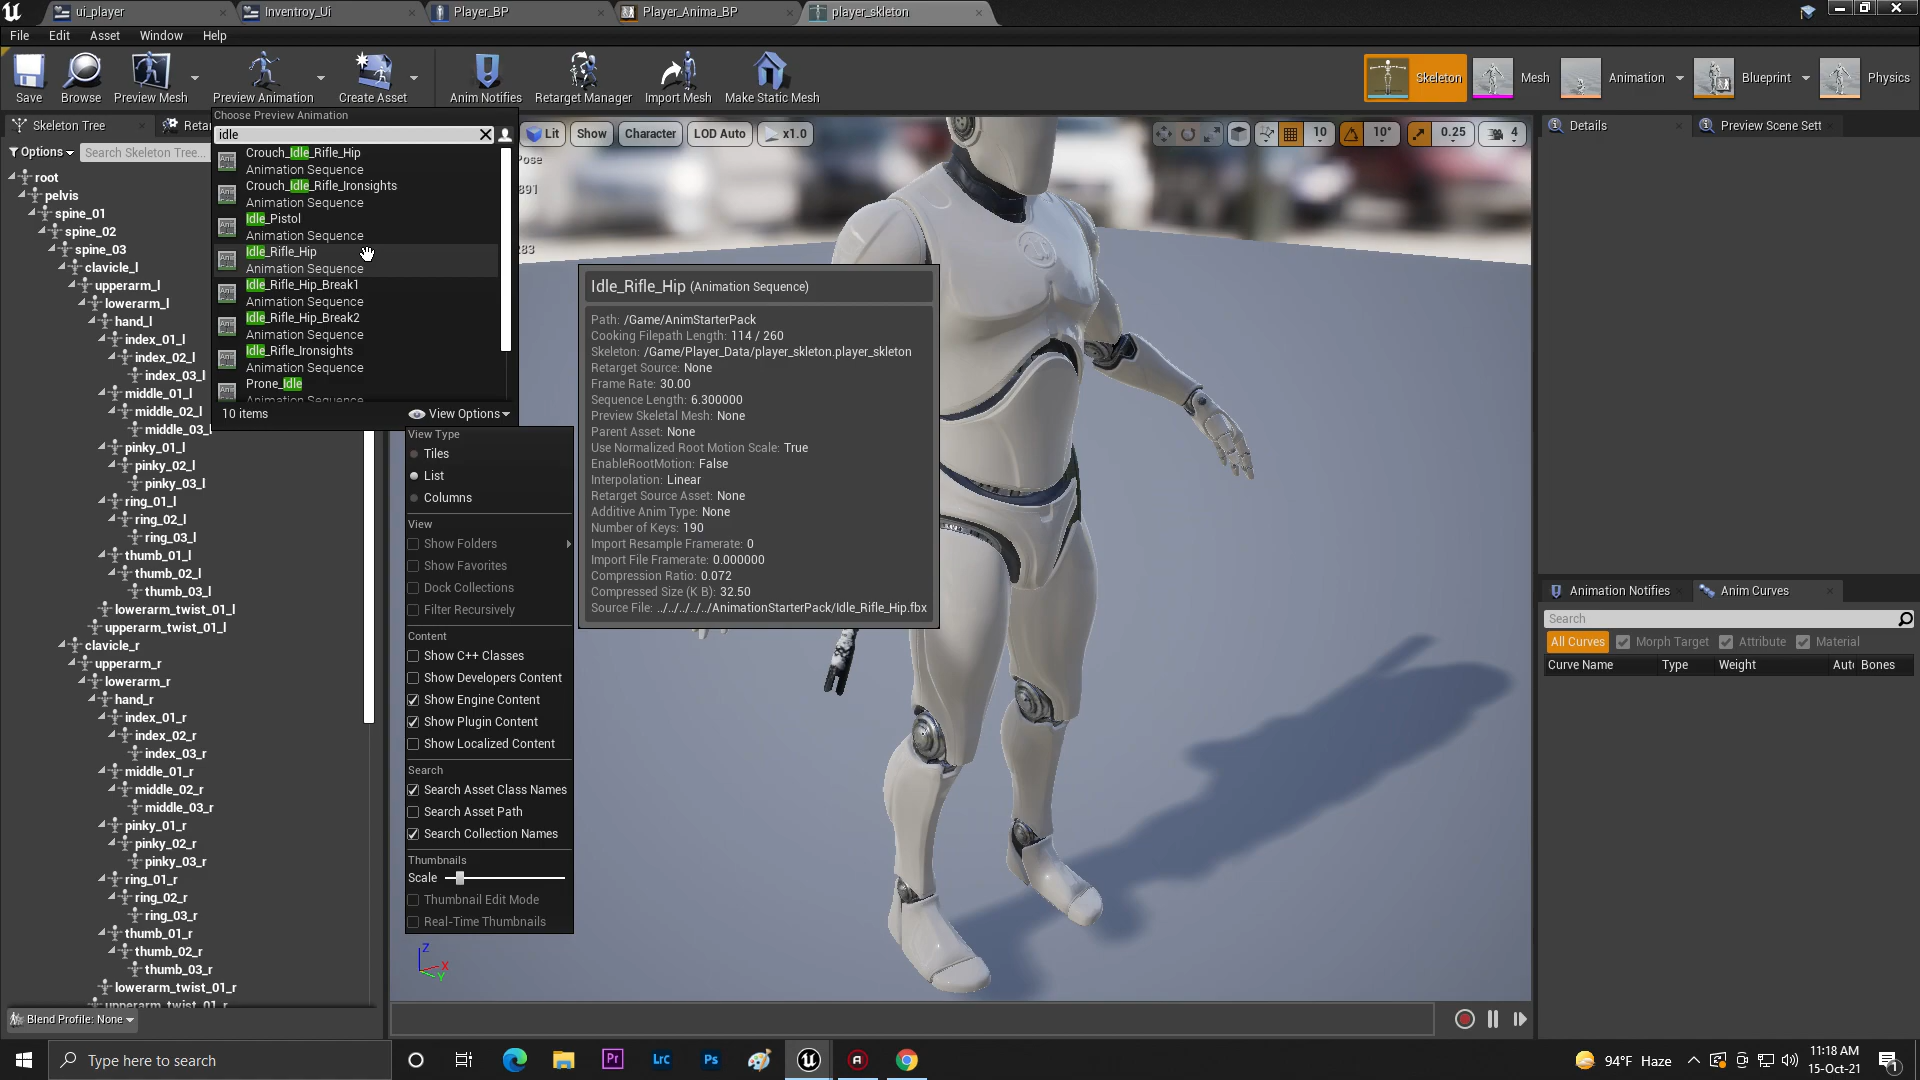 ui_player
Inventroy_Ui
Player_BP
Player_Anima_BP
player_skleton
File Edit Asset Window Help
Save
Browse
Preview Mesh
Preview Animation
Create Asset
Anim Notifies
Retarget Manager
Import Mesh
Make Static Mesh
Skeleton
Mesh
Animation
Blueprint
Physics
Skeleton Tree
Choose Preview Animation
idle
Options
Search Skeleton Tree...
Crouch_Idle_Rifle_Hip
Animation Sequence
Crouch_Idle_Rifle_Ironsights
Animation Sequence
Idle_Pistol
Animation Sequence
Idle_Rifle_Hip
Animation Sequence
Idle_Rifle_Hip_Break1
Animation Sequence
Idle_Rifle_Hip_Break2
Animation Sequence
Idle_Rifle_Ironsights
Animation Sequence
Prone_Idle
Animation Sequence
10 items
View Options
root
pelvis
spine_01
spine_02
spine_03
clavicle_l
upperarm_l
lowerarm_l
hand_l
index_01_l
index_02_l
index_03_l
middle_01_l
middle_02_l
middle_03_l
pinky_01_l
pinky_02_l
pinky_03_l
ring_01_l
ring_02_l
ring_03_l
thumb_01_l
thumb_02_l
thumb_03_l
lowerarm_twist_01_l
upperarm_twist_01_l
clavicle_r
upperarm_r
lowerarm_r
hand_r
index_01_r
index_02_r
index_03_r
middle_01_r
middle_02_r
middle_03_r
pinky_01_r
pinky_02_r
pinky_03_r
ring_01_r
ring_02_r
ring_03_r
thumb_01_r
thumb_02_r
thumb_03_r
lowerarm_twist_01_r
upperarm_twist_01_r
Blend Profile: None
View Type
Tiles
List
Columns
View
Show Folders
Show Favorites
Dock Collections
Filter Recursively
Content
Show C++ Classes
Show Developers Content
Show Engine Content
Show Plugin Content
Show Localized Content
Search
Search Asset Class Names
Search Asset Path
Search Collection Names
Thumbnails
Scale
Thumbnail Edit Mode
Real-Time Thumbnails
Lit Show Character LOD Auto x1.0
10 10° 0.25 4
Idle_Rifle_Hip (Animation Sequence)
Path: /Game/AnimStarterPack
Cooking Filepath Length: 114 / 260
Skeleton: /Game/Player_Data/player_skleton.player_skleton
Retarget Source: None
Frame Rate: 30.00
Sequence Length: 6.300000
Preview Skeletal Mesh: None
Parent Asset: None
Use Normalized Root Motion Scale: True
EnableRootMotion: False
Interpolation: Linear
Retarget Source Asset: None
Additive Anim Type: None
Number of Keys: 190
Import Resample Framerate: 0
Import File Framerate: 0.000000
Compression Ratio: 0.072
Compressed Size (K B): 32.50
Source File: ../../../../../AnimationStarterPack/Idle_Rifle_Hip.fbx
Z
X
Y
Details
Preview Scene Sett
Animation Notifies
Anim Curves
Search
All Curves Morph Target Attribute Material
Curve Name Type Weight Aut Bones
Type here to search
Pr
Lrc
Ps
94°F Haze
11:18 AM
15-Oct-21
1